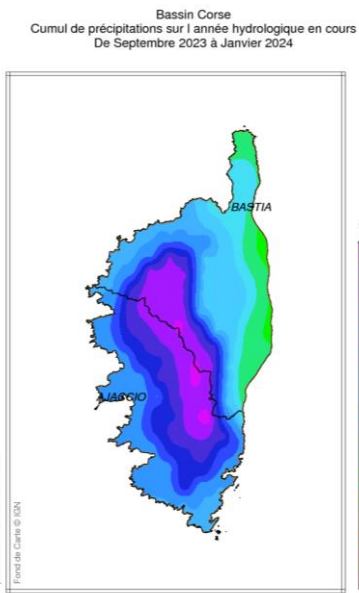 Bassin Corse
Cumul de précipitations sur l année hydrologique en cours
De Septembre 2023 à Janvier 2024
BASTIA
AJACCIO
Fond de Carte © IGN